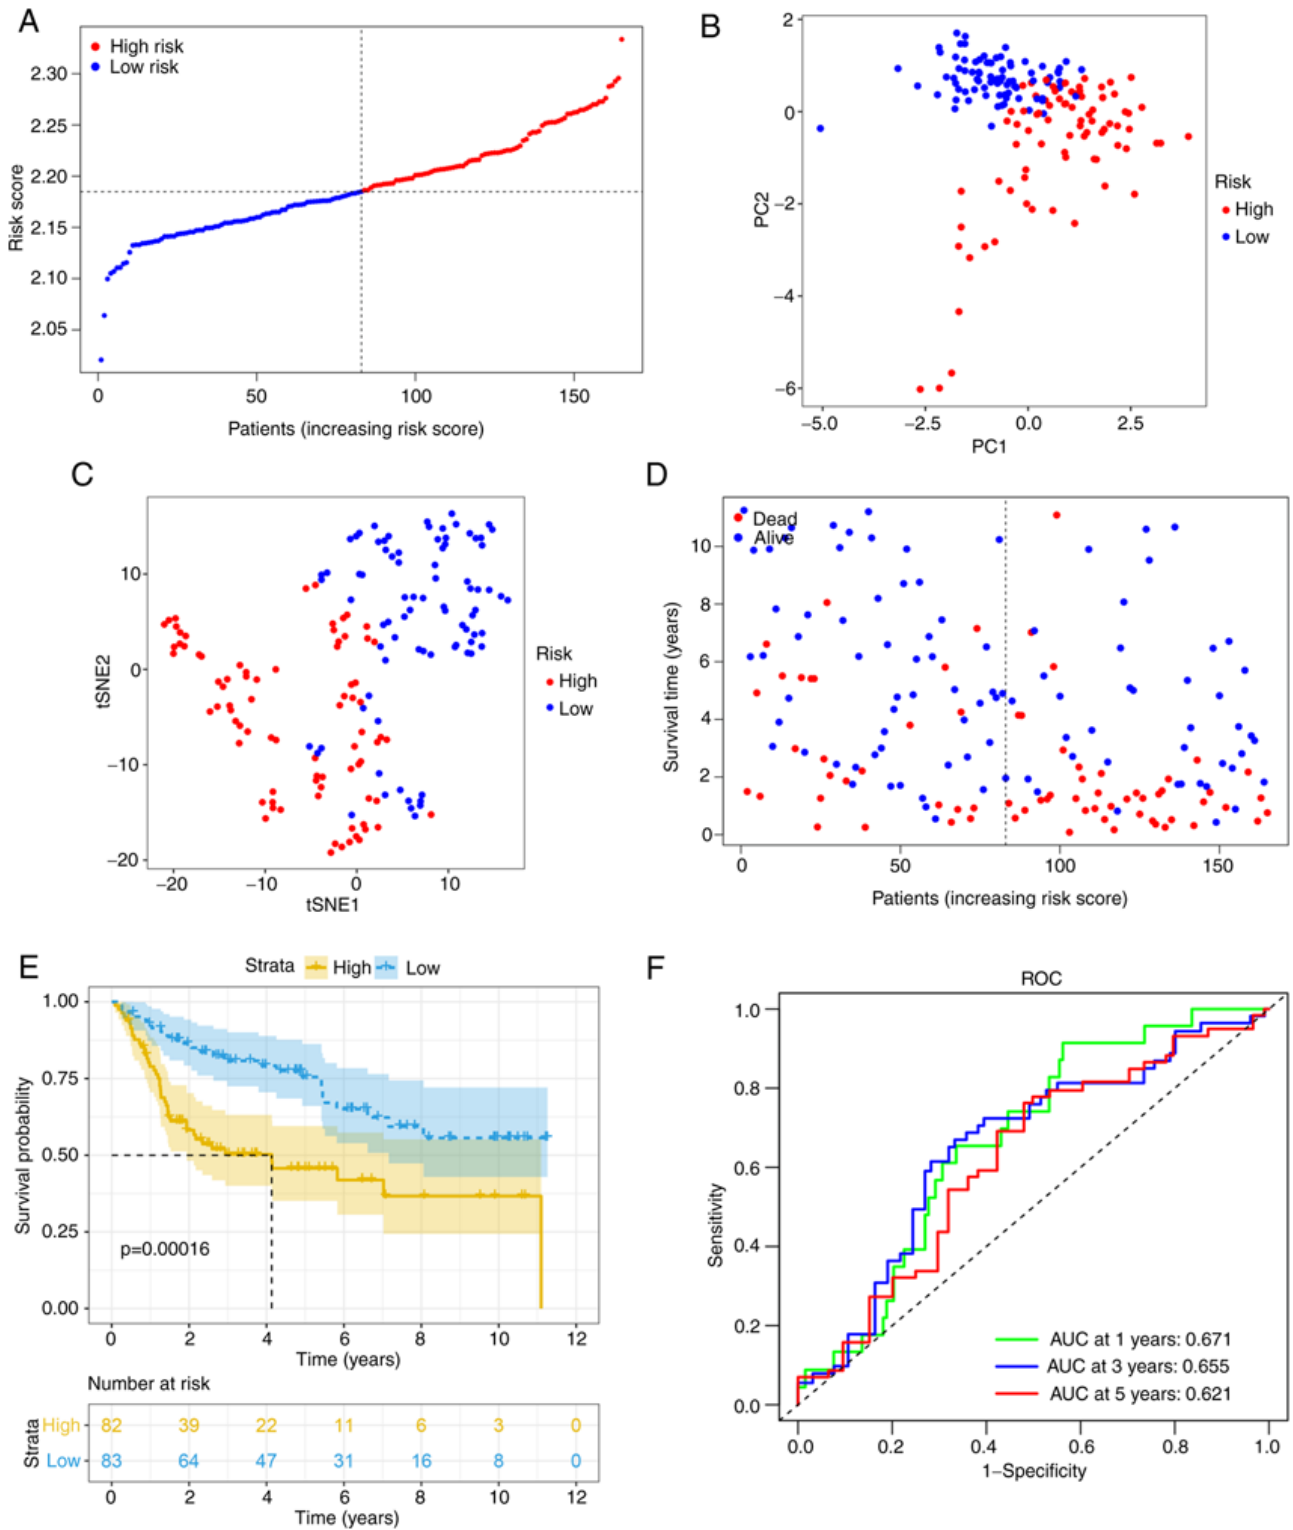 A
High risk
Low risk
2.30
2.25
2.20
2.15
2.10
2.05
Risk score
0 50 100 150
Patients (increasing risk score)
B
2
0
−2
−4
−6
PC2
−5.0 −2.5 0.0 2.5
PC1
Risk
High
Low
C
10
0
−10
−20
tSNE2
−20 −10 0 10
tSNE1
Risk
High
Low
D
Dead
Alive
10
8
6
4
2
0
Survival time (years)
0 50 100 150
Patients (increasing risk score)
E
Strata High Low
1.00
0.75
0.50
0.25
0.00
Survival probability
p=0.00016
0 2 4 6 8 10 12
Time (years)
Number at risk
Strata
High 82 39 22 11 6 3 0
Low 83 64 47 31 16 8 0
0 2 4 6 8 10 12
Time (years)
F
ROC
1.0
0.8
0.6
0.4
0.2
0.0
Sensitivity
AUC at 1 years: 0.671
AUC at 3 years: 0.655
AUC at 5 years: 0.621
0.0 0.2 0.4 0.6 0.8 1.0
1−Specificity